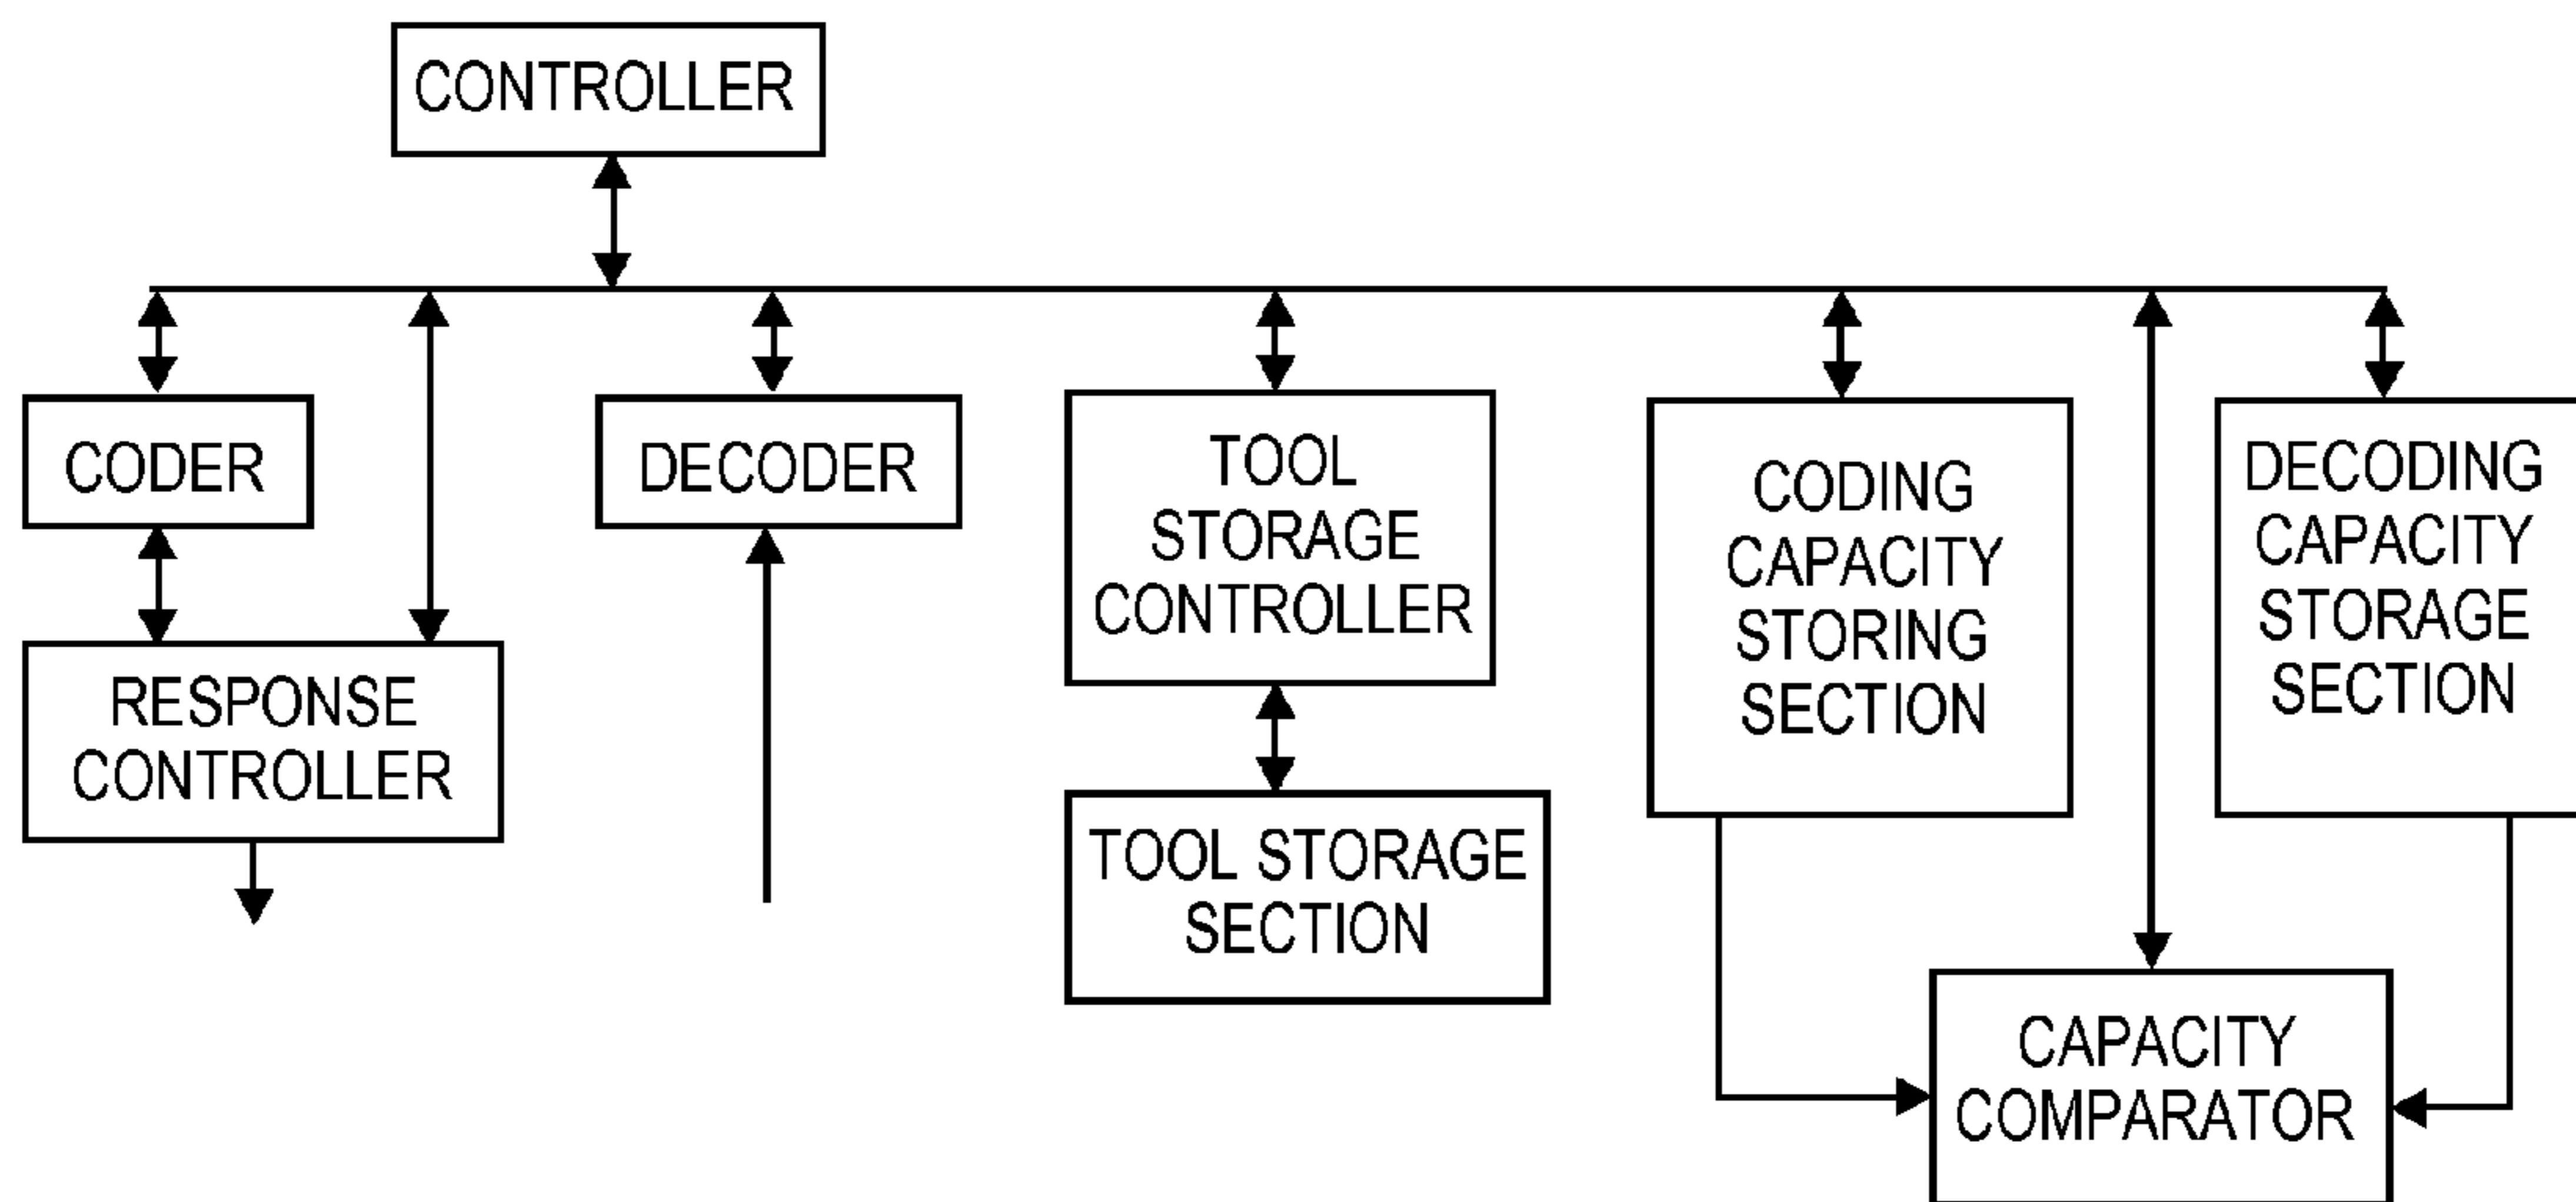 CONTROLLER
CODER
DECODER
TOOL
STORAGE
CONTROLLER
CODING
CAPACITY
STORING
SECTION
DECODING
CAPACITY
STORAGE
SECTION
RESPONSE
CONTROLLER
TOOL STORAGE
SECTION
CAPACITY
COMPARATOR